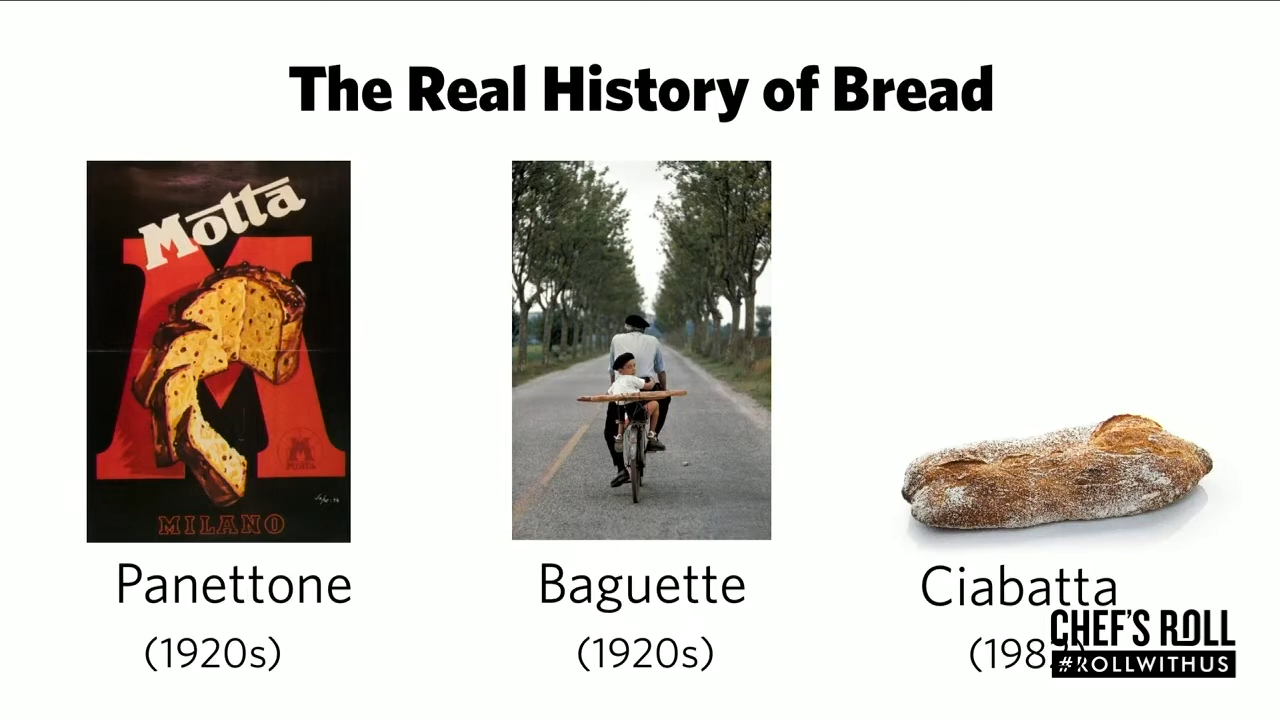 The Real History of Bread
Motta
MILANO
Panettone
(1920s)
Baguette
(1920s)
Ciabatta
CHEF'S ROLL
#ROLLWITHUS